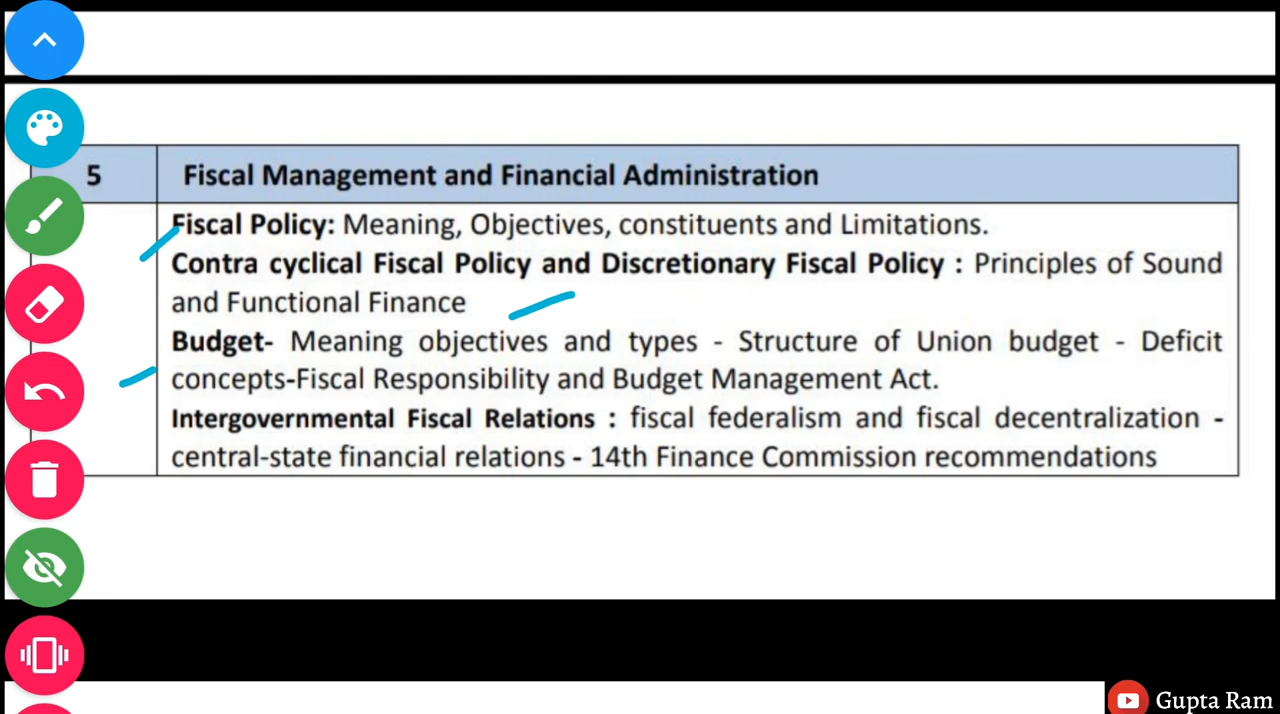 5 Fiscal Management and Financial Administration
Fiscal Policy: Meaning, Objectives, constituents and Limitations.
Contra cyclical Fiscal Policy and Discretionary Fiscal Policy : Principles of Sound
and Functional Finance
Budget- Meaning objectives and types - Structure of Union budget - Deficit
concepts-Fiscal Responsibility and Budget Management Act.
Intergovernmental Fiscal Relations : fiscal federalism and fiscal decentralization -
central-state financial relations - 14th Finance Commission recommendations
Gupta Ram